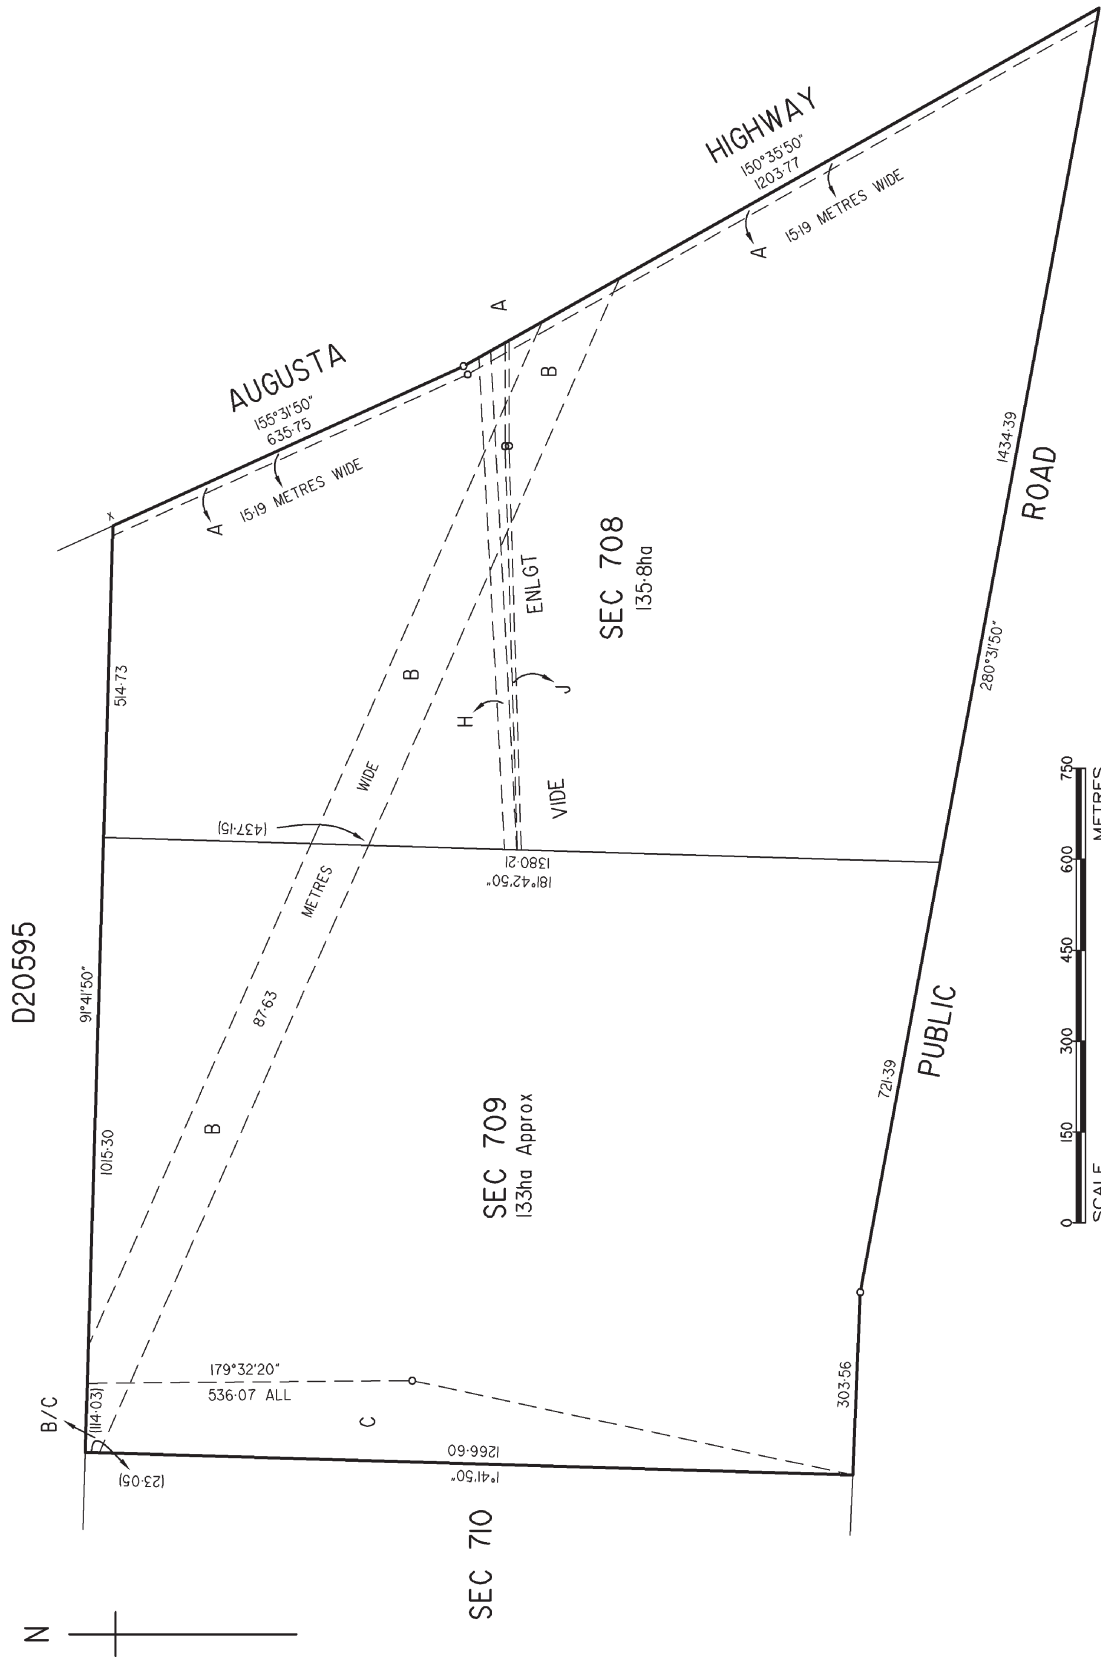 N
D20595
91°41'50"
1015·30
514·73
AUGUSTA
155°31'50"
635·75
A
15·19 METRES WIDE
HIGHWAY
150°35'50"
1203·77
A
15·19 METRES WIDE
A
B/C
(114·03)
(23·05)
179°32'20"
536·07 ALL
C
B
87·63
METRES
WIDE
B
B
(437·15)
1380·21
181°42'50"
H
J
VIDE
ENLGT
SEC 708
135·8ha
SEC 709
133ha Approx
SEC 710
1266·60
1°41'50"
303·56
721·39
PUBLIC
280°31'50"
1434·39
ROAD
x
0 150 300 450 600 750
SCALE
METRES